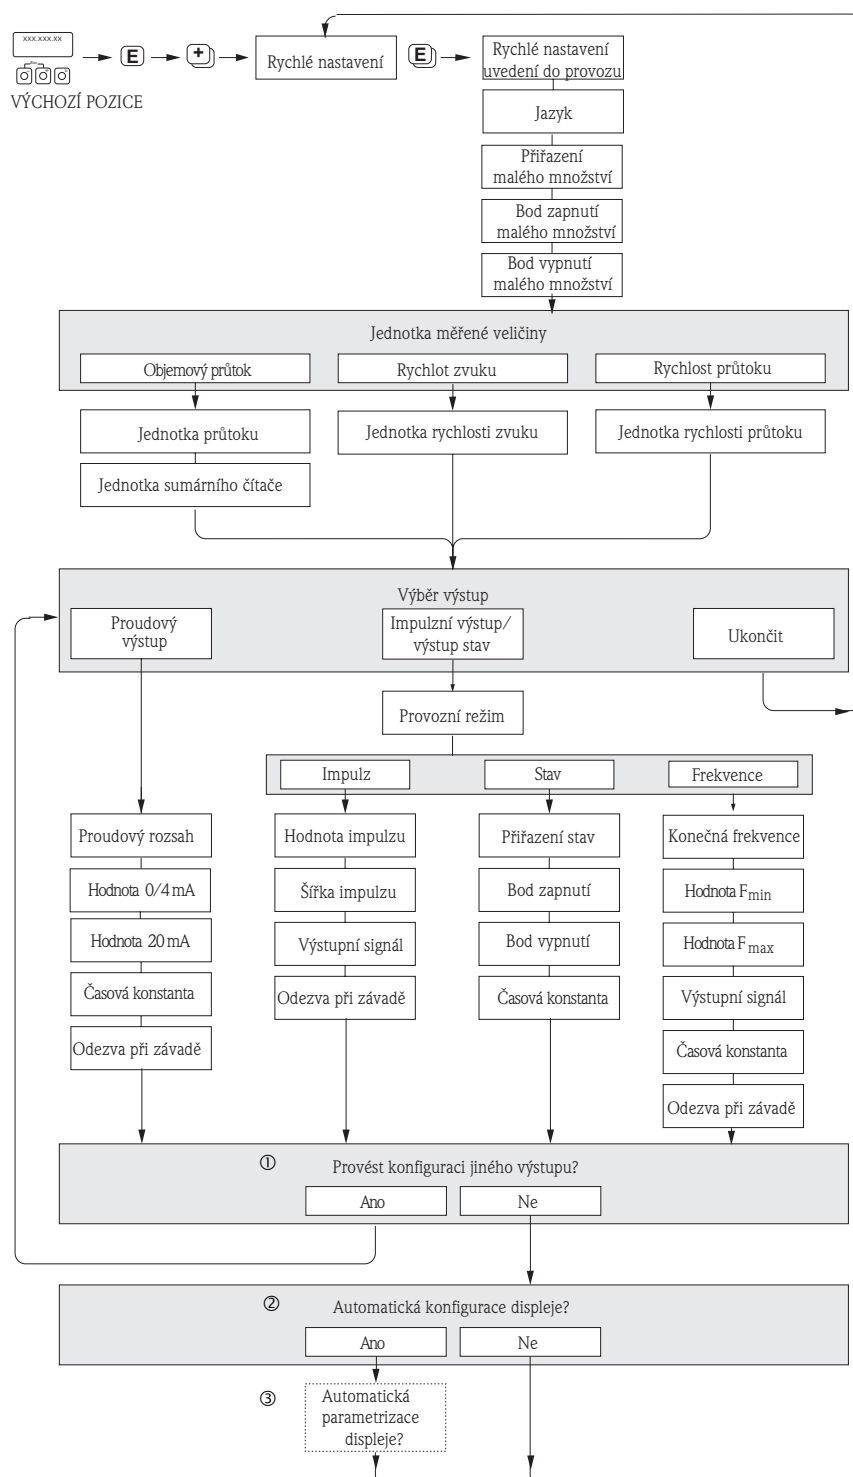 xxx.xxx.xx
E
+
Rychlé nastavení
E
Rychlé nastavení
uvedení do provozu
VÝCHOZÍ POZICE
Jazyk
Přiřazení
malého množství
Bod zapnutí
malého množství
Bod vypnutí
malého množství
Jednotka měřené veličiny
Objemový průtok
Rychlot zvuku
Rychlost průtoku
Jednotka průtoku
Jednotka rychlosti zvuku
Jednotka rychlosti průtoku
Jednotka sumárního čítače
Výběr výstup
Proudový
výstup
Impulzní výstup/
výstup stav
Ukončit
Provozní režim
Impulz
Stav
Frekvence
Proudový rozsah
Hodnota impulzu
Přiřazení stav
Konečná frekvence
Hodnota 0/4 mA
Šířka impulzu
Bod zapnutí
Hodnota Fmin
Hodnota 20 mA
Výstupní signál
Bod vypnutí
Hodnota F max
Časová konstanta
Odezva při závadě
Časová konstanta
Výstupní signál
Odezva při závadě
Časová konstanta
Odezva při závadě
① Provést konfiguraci jiného výstupu?
Ano
Ne
② Automatická konfigurace displeje?
Ano
Ne
③ Automatická
parametrizace
displeje?